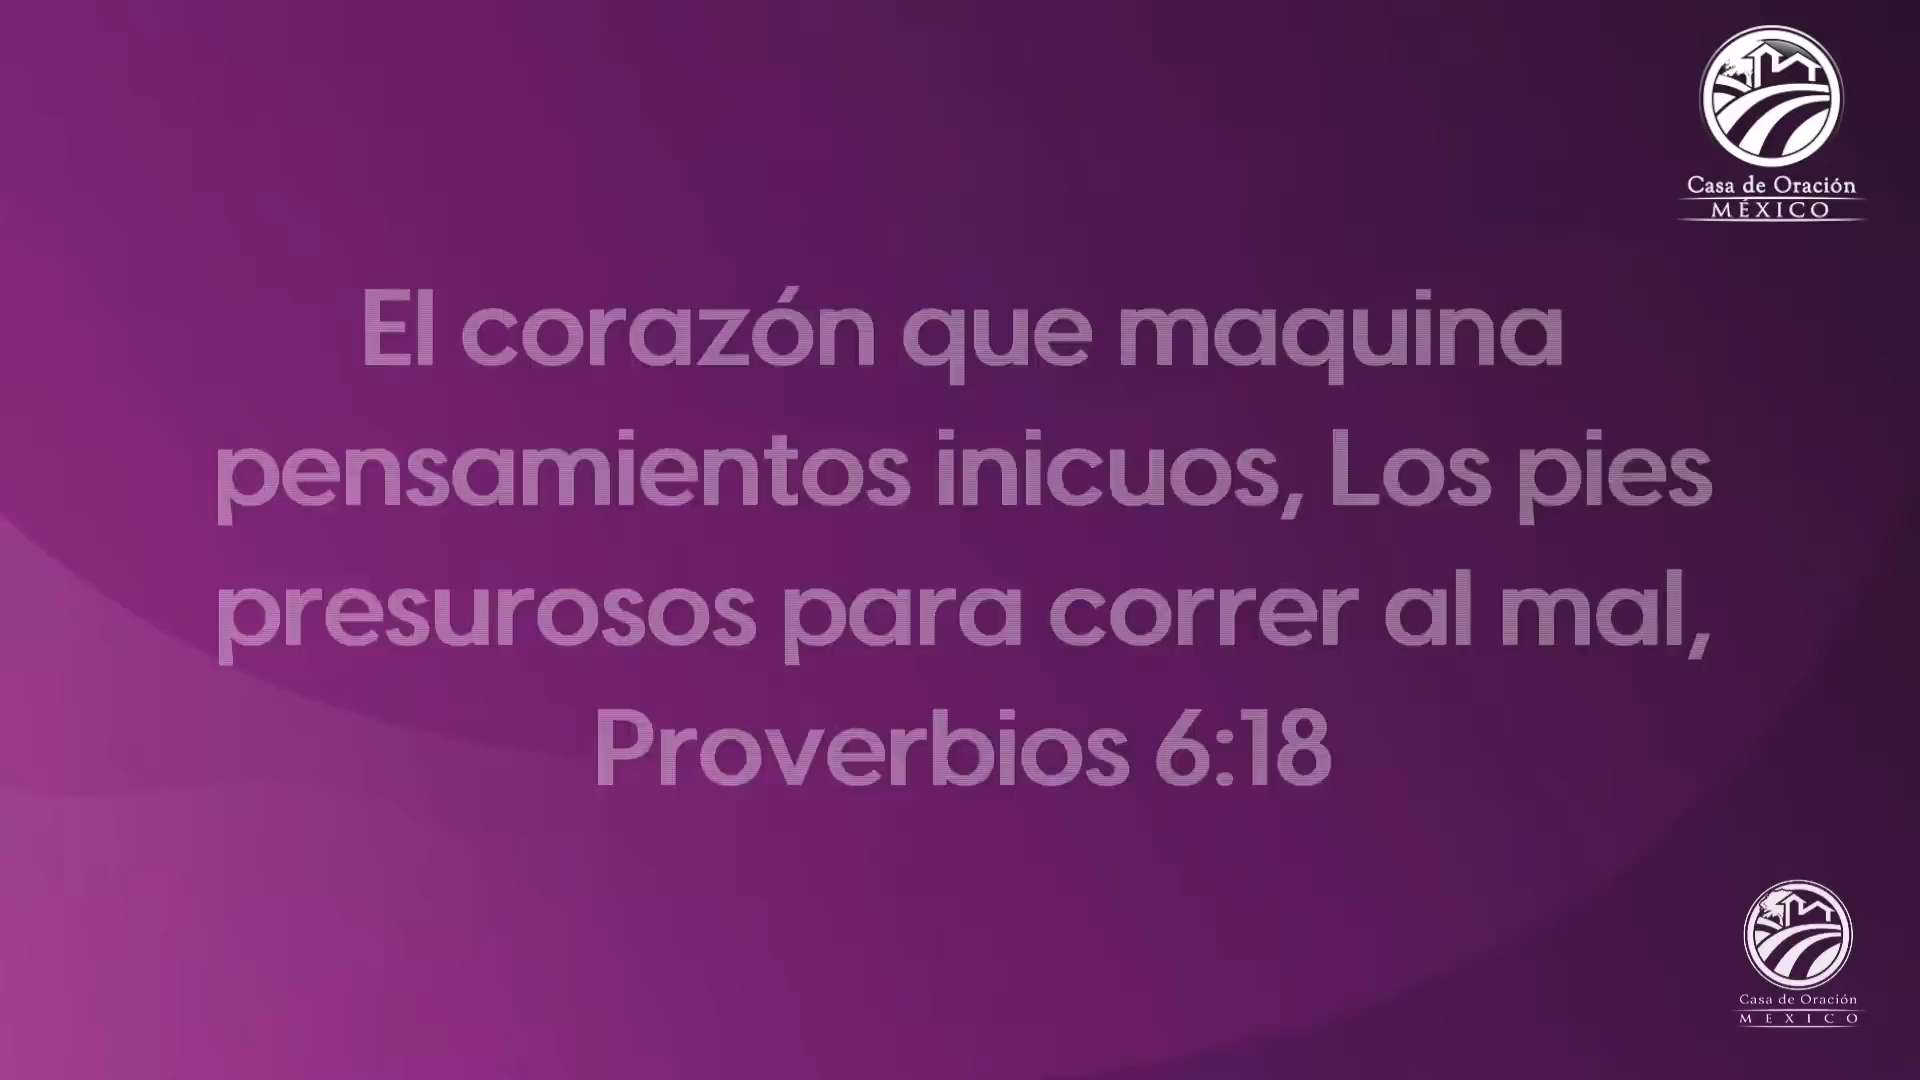 Casa de Oración
MÉXICO
El corazón que maquina
pensamientos inicuos, Los pies
presurosos para correr al mal,
Proverbios 6:18
Casa de Oración
MEXICO